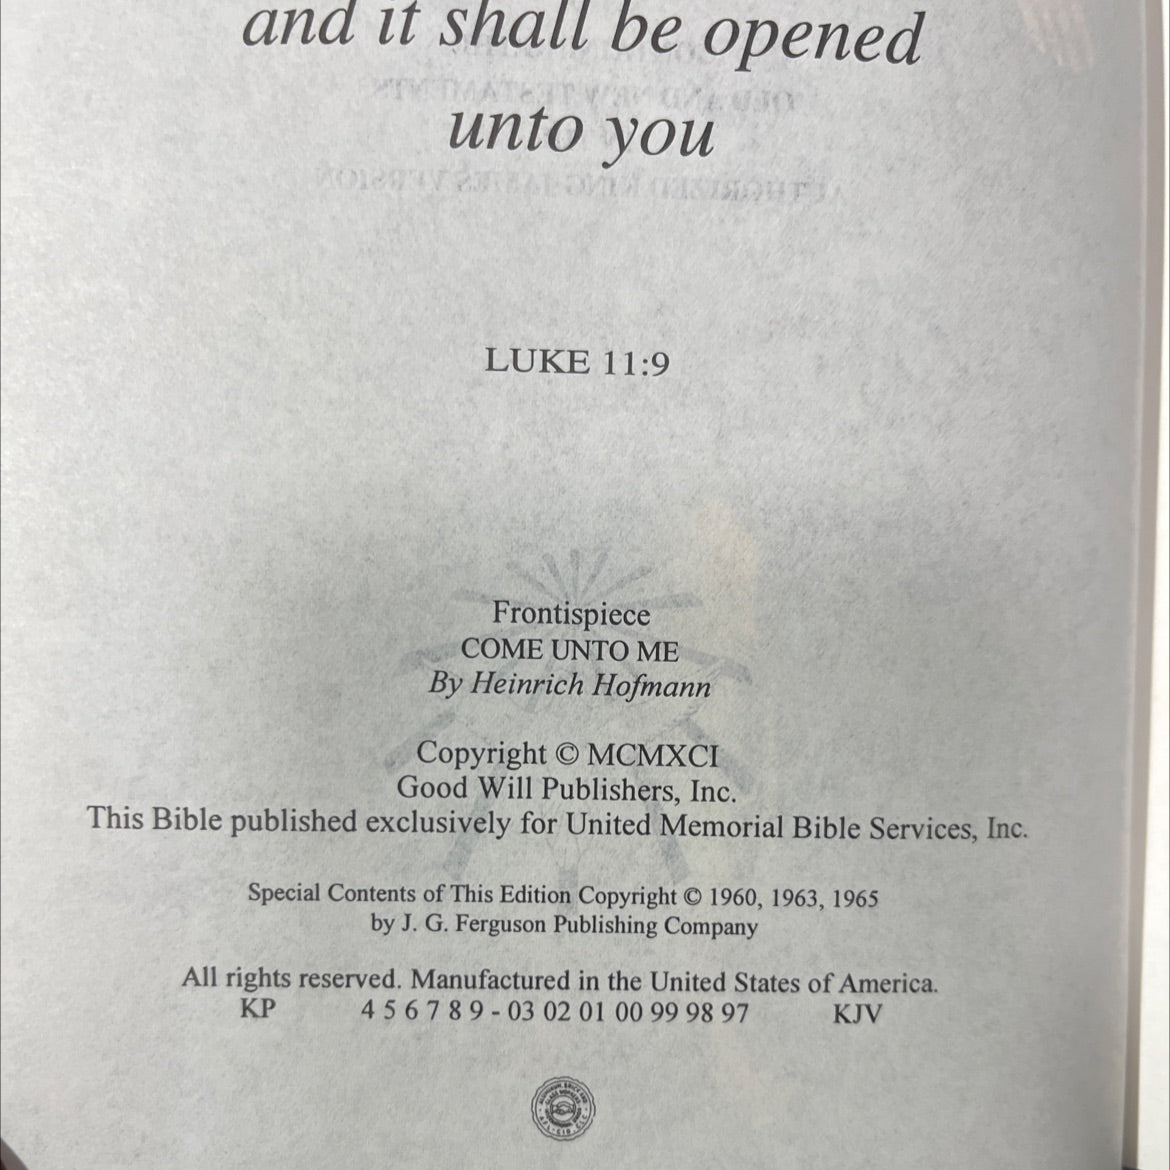 and it shall be opened
unto you
LUKE 11:9
Frontispiece
COME UNTO ME
By Heinrich Hofmann
Copyright © MCMXCI
Good Will Publishers, Inc.
This Bible published exclusively for United Memorial Bible Services, Inc.
Special Contents of This Edition Copyright © 1960, 1963, 1965
by J. G. Ferguson Publishing Company
All rights reserved. Manufactured in the United States of America.
KP 4 5 6 7 8 9 - 03 02 01 00 99 98 97 KJV